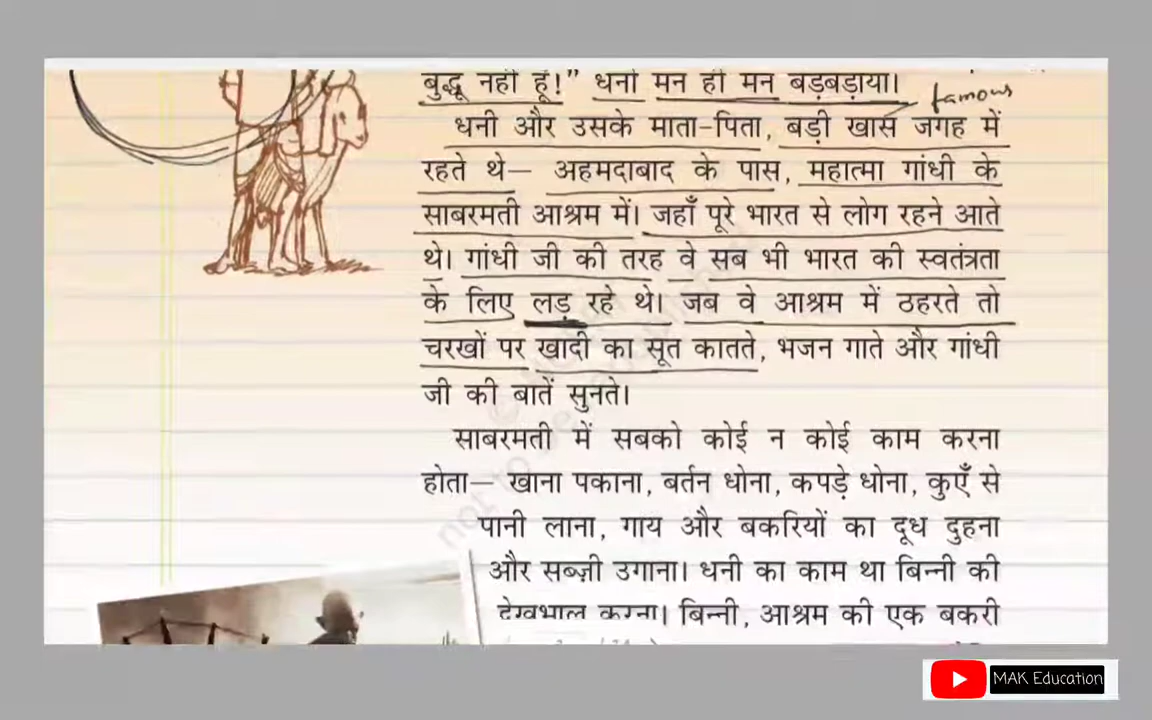 बुद्धू नहीं हूँ!” धनी मन ही मन बड़बड़ाया।
famous
धनी और उसके माता-पिता, बड़ी खास जगह में
रहते थे— अहमदाबाद के पास, महात्मा गांधी के
साबरमती आश्रम में। जहाँ पूरे भारत से लोग रहने आते
थे। गांधी जी की तरह वे सब भी भारत की स्वतंत्रता
के लिए लड़ रहे थे। जब वे आश्रम में ठहरते तो
चरखों पर खादी का सूत कातते, भजन गाते और गांधी
जी की बातें सुनते।
साबरमती में सबको कोई न कोई काम करना
होता— खाना पकाना, बर्तन धोना, कपड़े धोना, कुएँ से
पानी लाना, गाय और बकरियों का दूध दुहना
और सब्ज़ी उगाना। धनी का काम था बिन्नी की
देखभाल करना। बिन्नी, आश्रम की एक बकरी
MAK Education